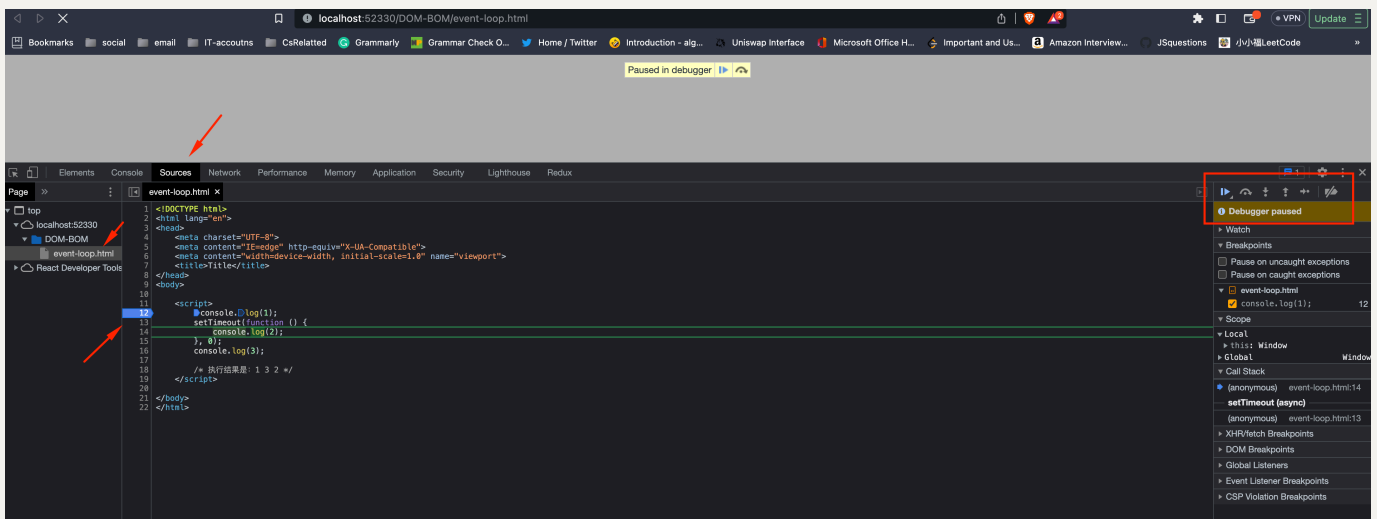 localhost:52330/DOM-BOM/event-loop.html
VPN
Update
Bookmarks social email IT-accoutns CsRelatted Grammarly Grammar Check O... Home / Twitter Introduction - alg... Uniswap Interface Microsoft Office H... Important and Us... Amazon Interview... JSquestions 小小福LeetCode »
Paused in debugger
Elements Console Sources Network Performance Memory Application Security Lighthouse Redux 1
Page » event-loop.html ×
top
localhost:52330
DOM-BOM
event-loop.html
React Developer Tools
1 <!DOCTYPE html>
2 <html lang="en">
3 <head>
4 <meta charset="UTF-8">
5 <meta content="IE=edge" http-equiv="X-UA-Compatible">
6 <meta content="width=device-width, initial-scale=1.0" name="viewport">
7 <title>Title</title>
8 </head>
9 <body>
10
11 <script>
12 console.log(1);
13 setTimeout(function () {
14 console.log(2);
15 }, 0);
16 console.log(3);
17
18 /* 执行结果是: 1 3 2 */
19 </script>
20
21 </body>
22 </html>
Debugger paused
Watch
Breakpoints
Pause on uncaught exceptions
Pause on caught exceptions
event-loop.html
console.log(1); 12
Scope
Local
this: Window
Global Window
Call Stack
(anonymous) event-loop.html:14
setTimeout (async)
(anonymous) event-loop.html:13
XHR/fetch Breakpoints
DOM Breakpoints
Global Listeners
Event Listener Breakpoints
CSP Violation Breakpoints